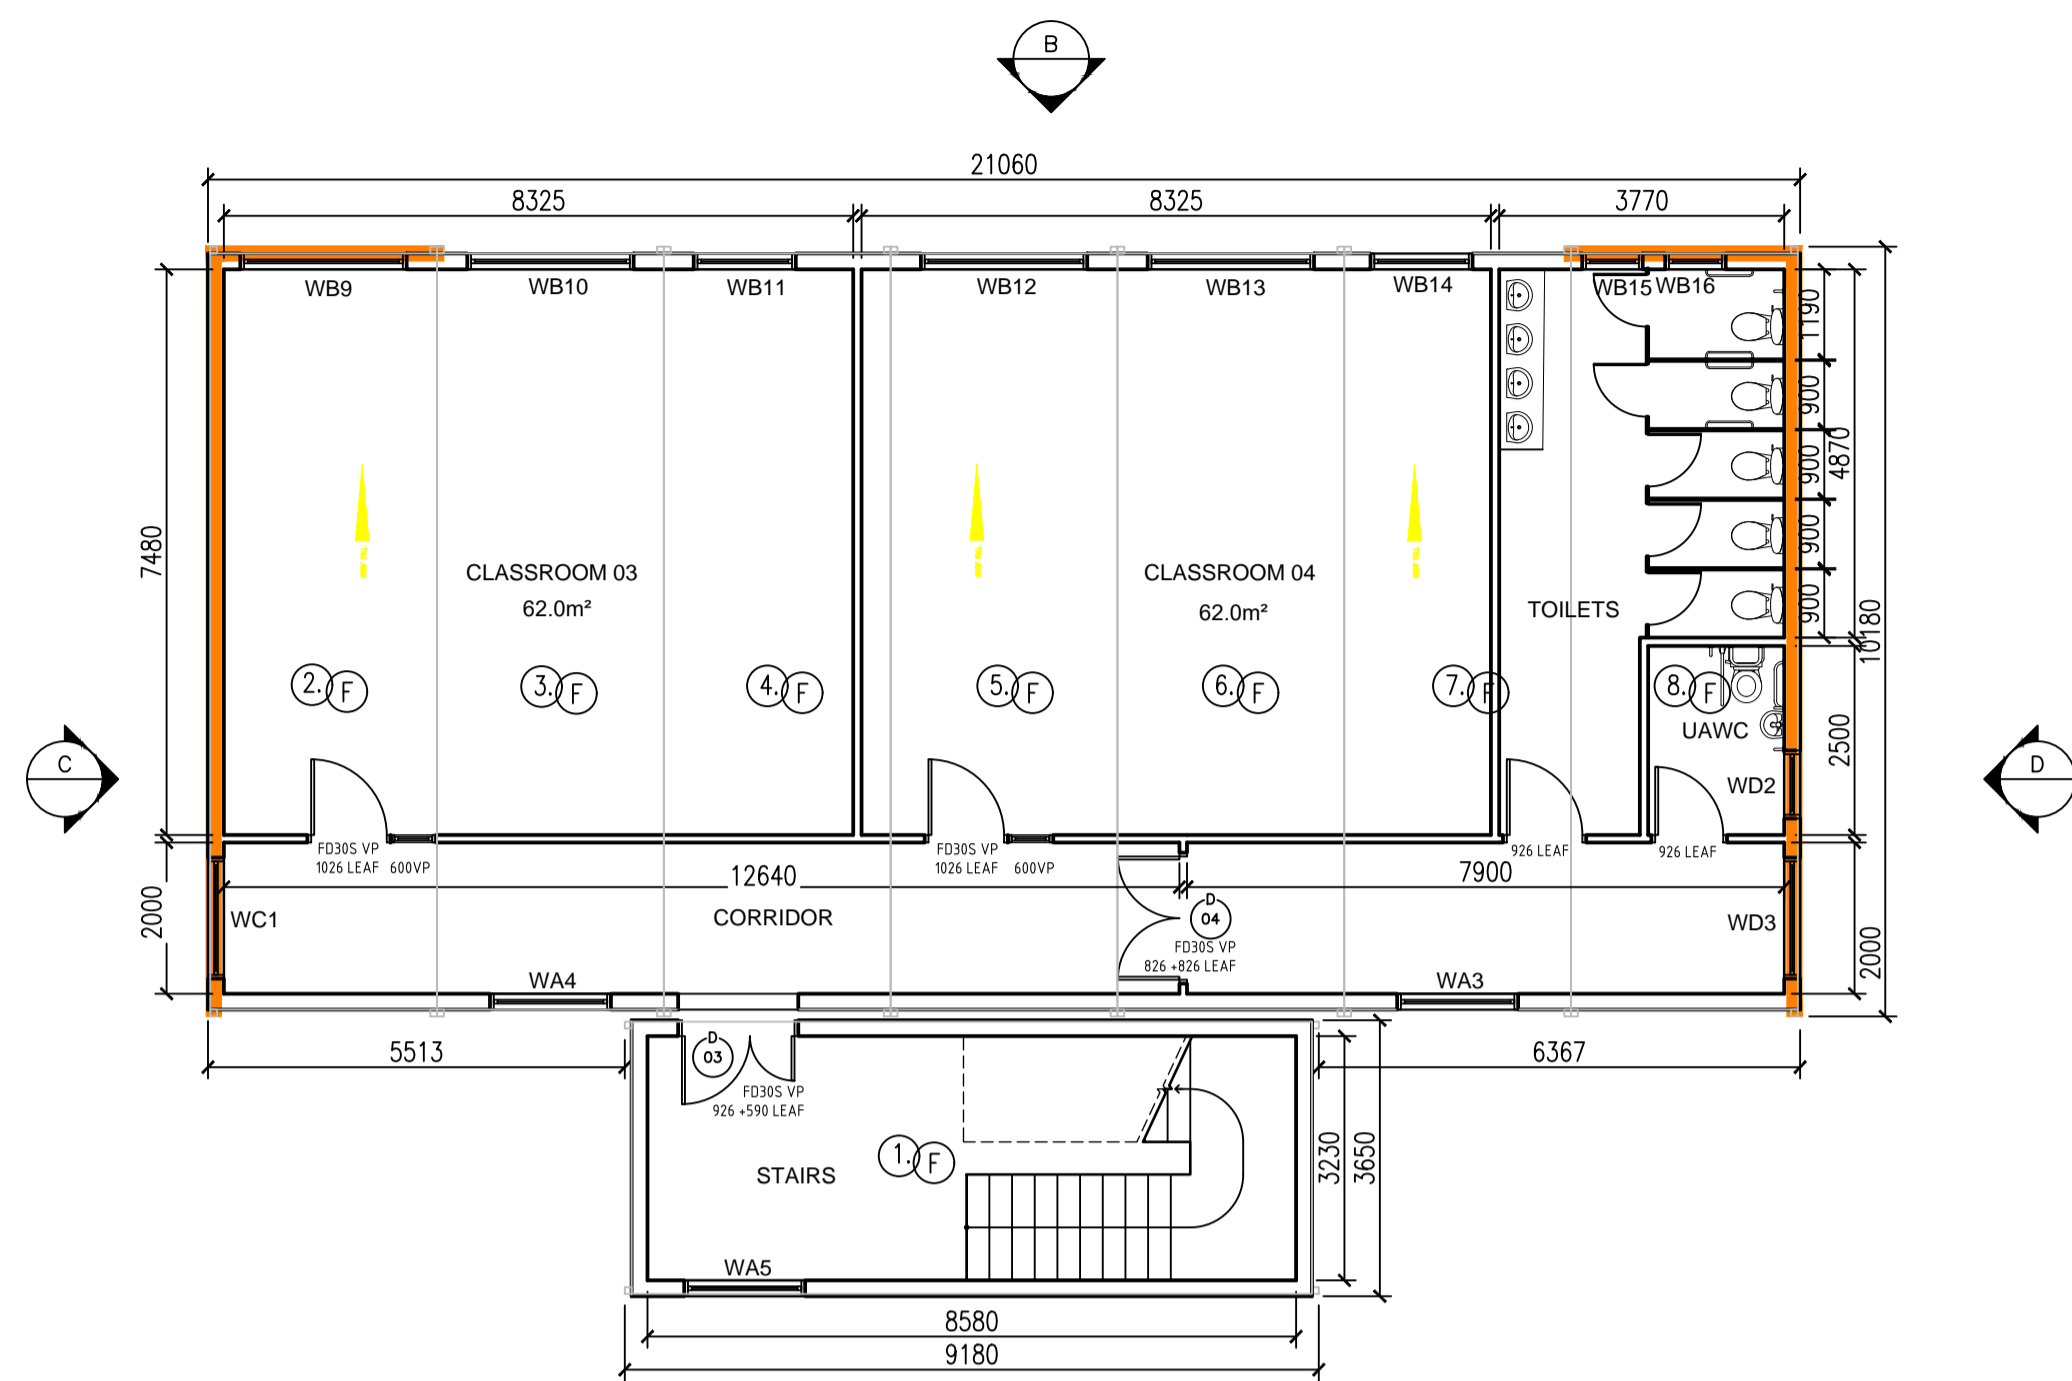 B
21060
8325
8325
3770
WB9
WB10
WB11
WB12
WB13
WB14
WB15
WB16
1190
900
900
900
900
4870
10180
7480
CLASSROOM 03
62.0m²
CLASSROOM 04
62.0m²
TOILETS
2.
F
3.
F
4.
F
5.
F
6.
F
7.
F
8.
F
UAWC
2500
C
D
WD2
FD30S VP
1026 LEAF
600VP
FD30S VP
1026 LEAF
600VP
926 LEAF
926 LEAF
12640
7900
2000
WC1
CORRIDOR
D
04
FD30S VP
826 +826 LEAF
WD3
2000
WA4
WA3
5513
6367
D
03
FD30S VP
926 +590 LEAF
1.
F
STAIRS
3230
3650
WA5
8580
9180